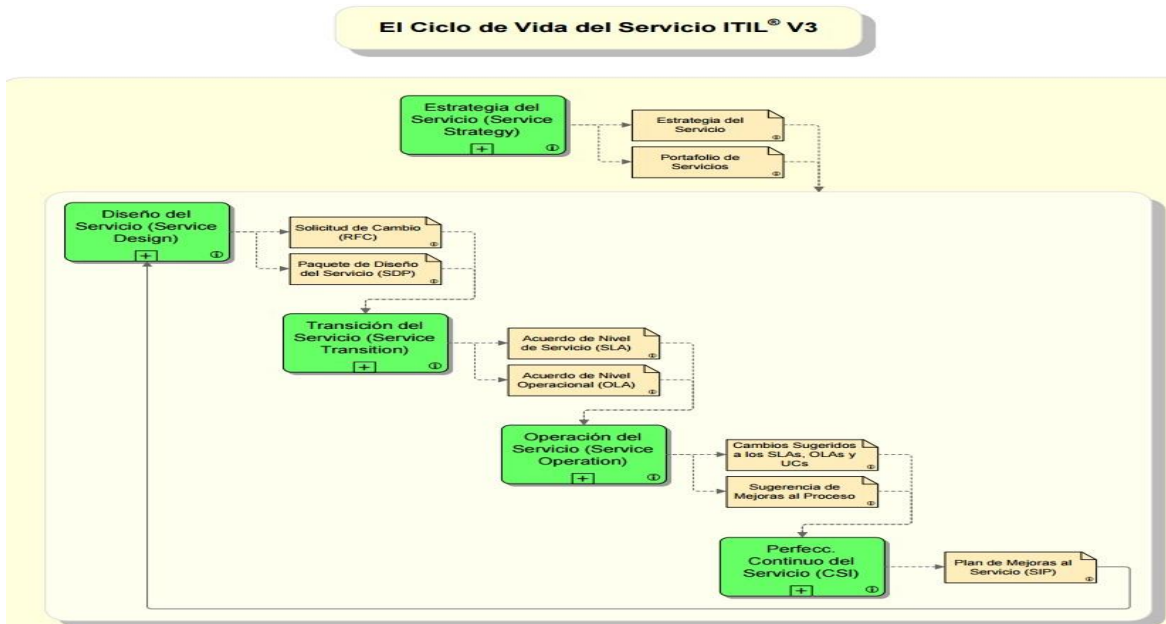 El Ciclo de Vida del Servicio ITIL® V3
Estrategia del
Servicio (Service
Strategy)
Estrategia del
Servicio
Portafolio de
Servicios
Diseño del
Servicio (Service
Design)
Solicitud de Cambio
(RFC)
Paquete de Diseño
del Servicio (SDP)
Transición del
Servicio (Service
Transition)
Acuerdo de Nivel
de Servicio (SLA)
Acuerdo de Nivel
Operacional (OLA)
Operación del
Servicio (Service
Operation)
Cambios Sugeridos
a los SLAs, OLAs y
UCs
Sugerencia de
Mejoras al Proceso
Perfecc.
Continuo del
Servicio (CSI)
Plan de Mejoras al
Servicio (SIP)